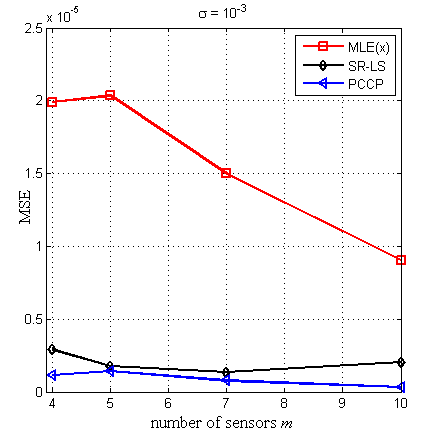 σ = 10⁻³
x 10⁻⁵
MLE(x)
SR-LS
PCCP
2.5
2
1.5
1
0.5
0
MSE
4 5 6 7 8 9 10
number of sensors m